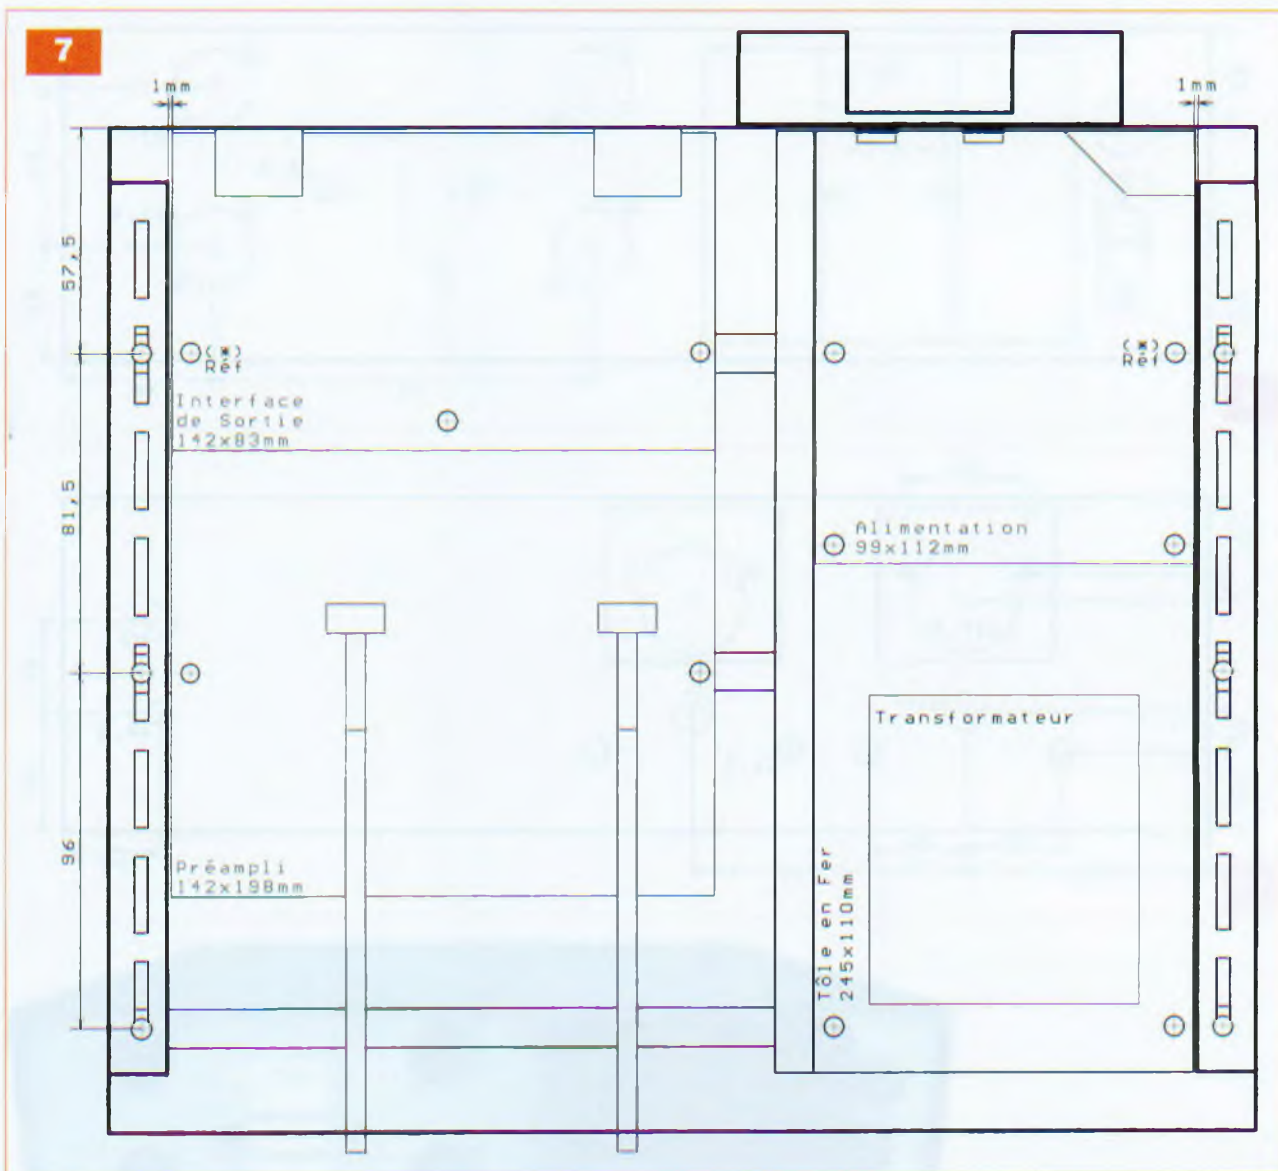 7
1mm
1mm
57,5
(*)
Réf
(*)
Réf
Interface
de Sortie
142x83mm
81,5
Alimentation
99x112mm
Transformateur
96
Préampli
142x198mm
Tôle en Fer
245x110mm